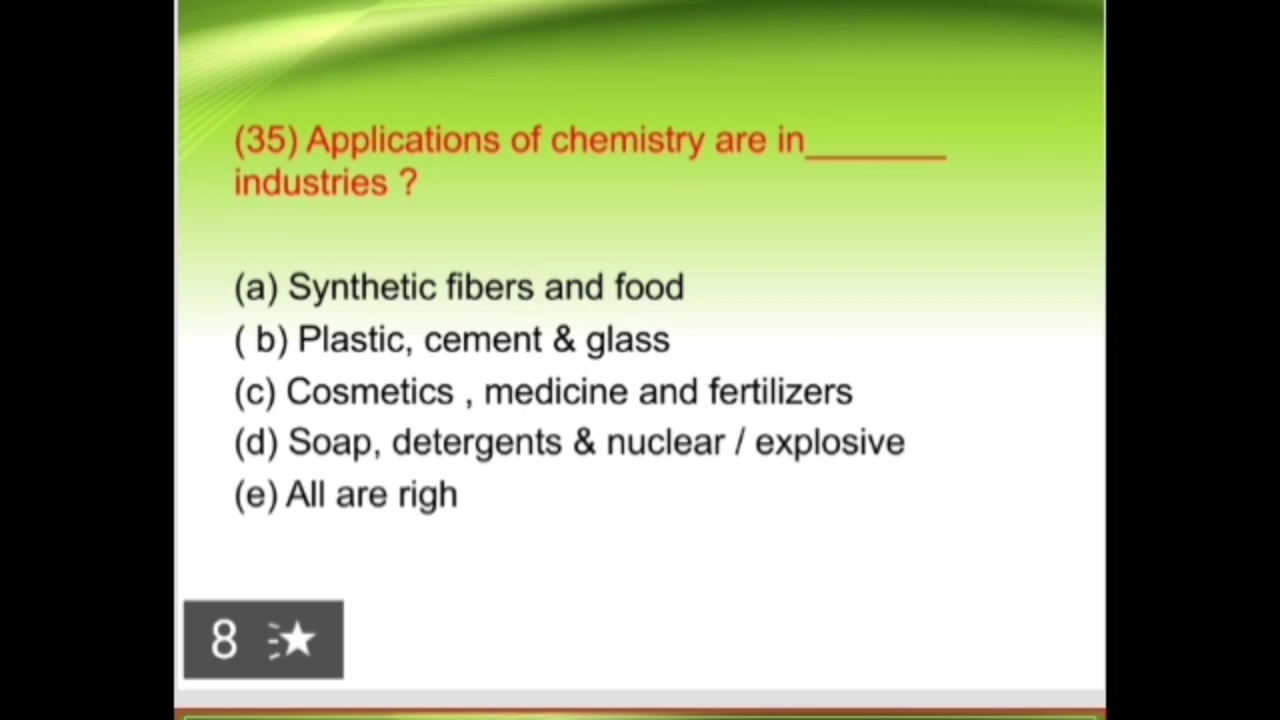 (35) Applications of chemistry are in_______
industries ?
(a) Synthetic fibers and food
( b) Plastic, cement & glass
(c) Cosmetics , medicine and fertilizers
(d) Soap, detergents & nuclear / explosive
(e) All are righ
8